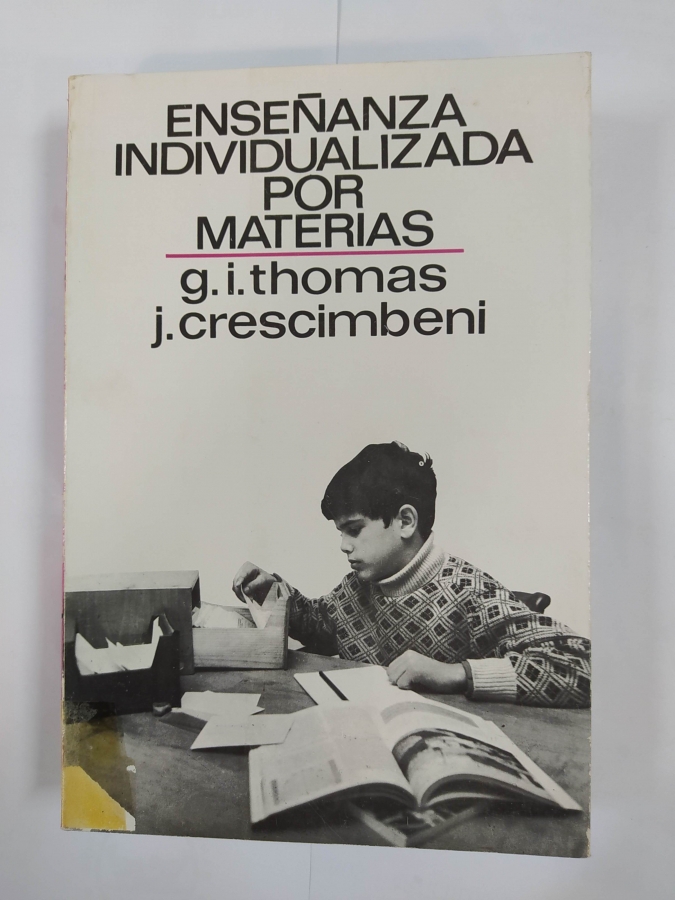 ENSEÑANZA
INDIVIDUALIZADA
POR
MATERIAS
g.i.thomas
j.crescimbeni